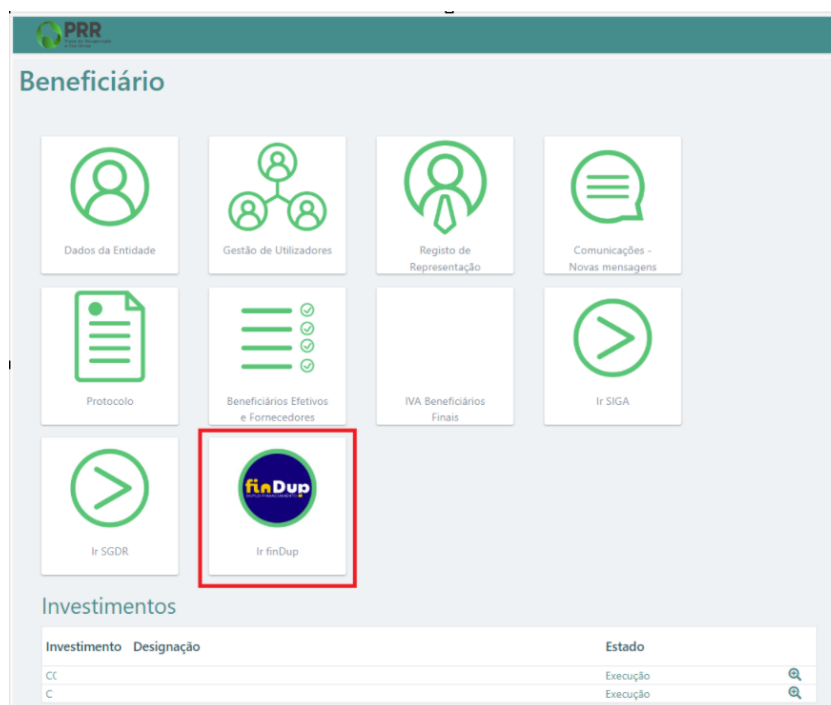 PRR
Beneficiário
Dados da Entidade
Gestão de Utilizadores
Registo de
Representação
Comunicações -
Novas mensagens
Protocolo
Beneficiários Efetivos
e Fornecedores
IVA Beneficiários
Finais
Ir SIGA
finDup
Ir SGDR
Ir finDup
Investimentos
Investimento Designação Estado
Execução
C Execução